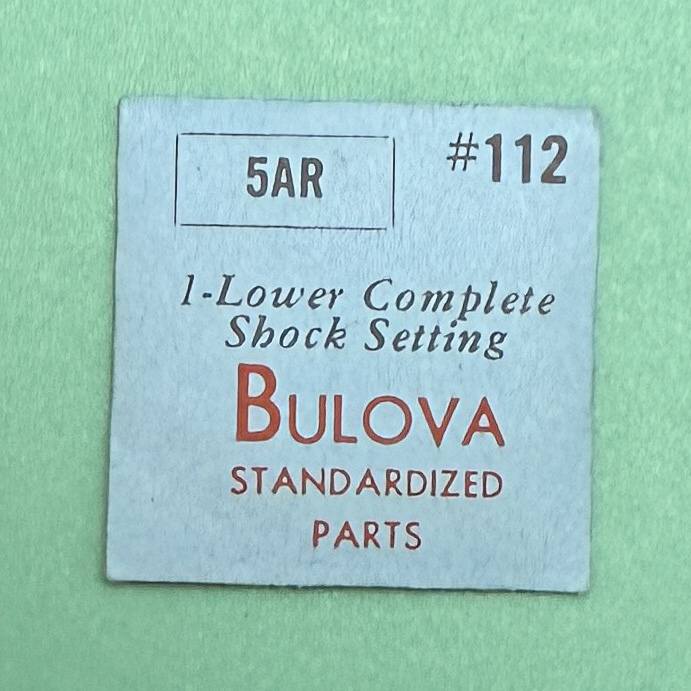 5AR
#112
1-Lower Complete
Shock Setting
BULOVA
STANDARDIZED
PARTS